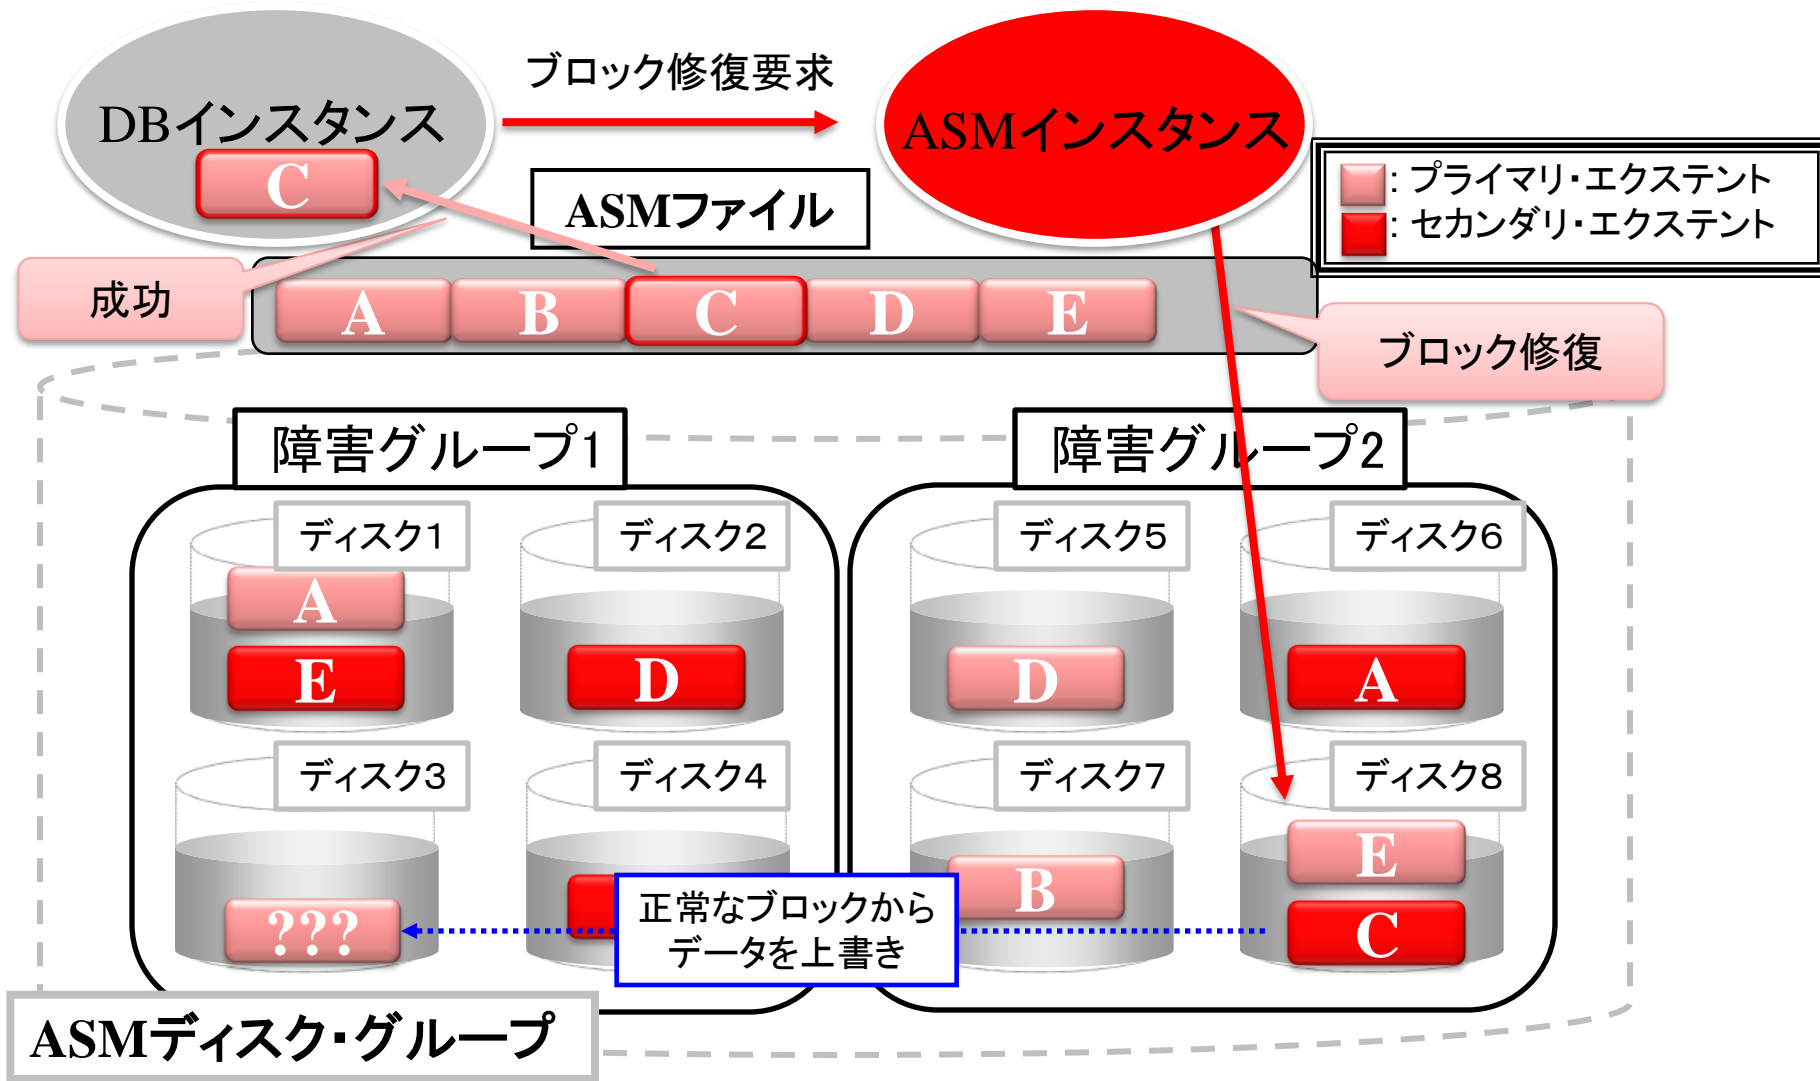 ブロック修復要求
DBインスタンス
C
ASMインスタンス
ASMファイル
: プライマリ・エクステント
: セカンダリ・エクステント
成功
A
B
C
D
E
ブロック修復
障害グループ1
障害グループ2
ディスク1
A
E
ディスク2
D
ディスク5
D
ディスク6
A
ディスク3
???
ディスク4
ディスク7
B
ディスク8
E
C
正常なブロックから
データを上書き
ASMディスク・グループ